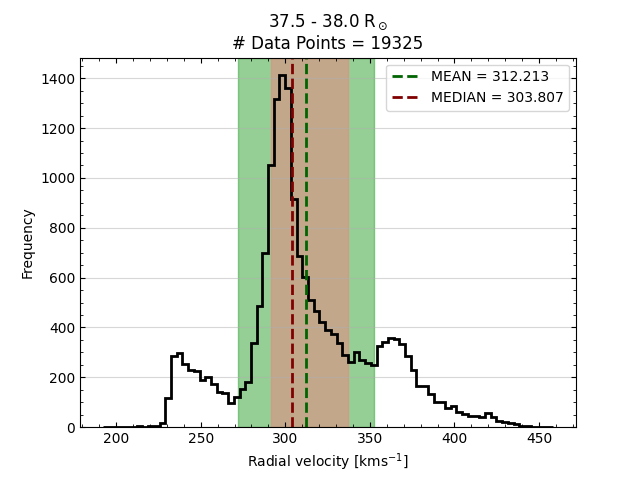 37.5 - 38.0 R⊙
# Data Points = 19325
MEAN = 312.213
MEDIAN = 303.807
1400
1200
1000
800
600
400
200
0
Frequency
200 250 300 350 400 450
Radial velocity [kms⁻¹]